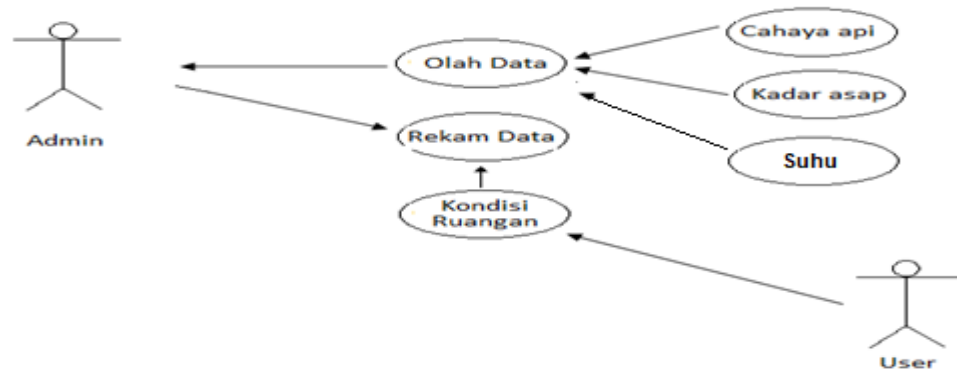 Cahaya api
Olah Data
Kadar asap
Admin
Rekam Data
Suhu
Kondisi
Ruangan
User